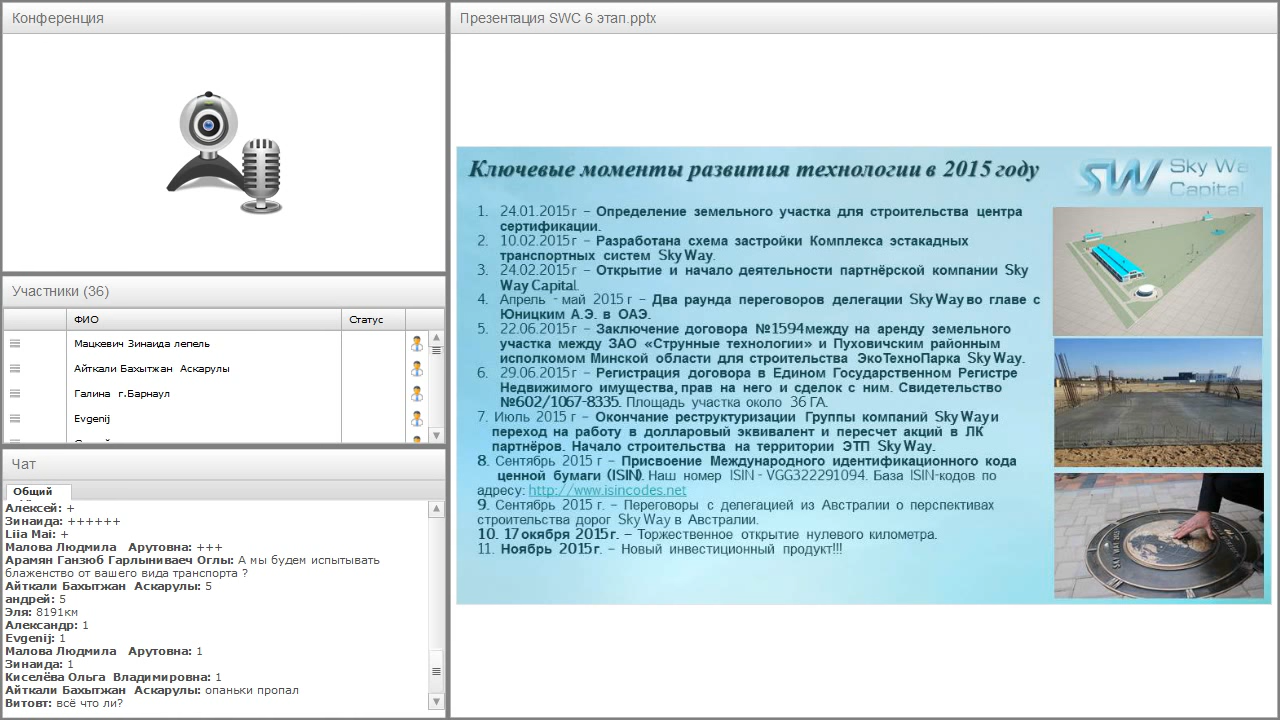 Конференция
Участники (36)
ФИО
Статус
Мацкевич Зинаида лепель
Айткали Бахытжан Аскарулы
Галина г.Барнаул
Evgenij
Чат
Общий
Алексей: +
Зинаида: ++++++
Liia Mai: +
Малова Людмила Арутовна: +++
Арамян Ганзюб Гарлыниваеч Оглы: А мы будем испытывать
блаженство от вашего вида транспорта ?
Айткали Бахытжан Аскарулы: 5
андрей: 5
Эля: 8191км
Александр: 1
Evgenij: 1
Малова Людмила Арутовна: 1
Зинаида: 1
Киселёва Ольга Владимировна: 1
Айткали Бахытжан Аскарулы: опаньки пропал
Витовт: всё что ли?
Презентация SWC 6 этап.pptx
Ключевые моменты развития технологии в 2015 году
SW Sky Way
Capital
1. 24.01.2015г – Определение земельного участка для строительства центра
сертификации.
2. 10.02.2015г – Разработана схема застройки Комплекса эстакадных
транспортных систем Sky Way.
3. 24.02.2015г – Открытие и начало деятельности партнёрской компании Sky
Way Capital.
4. Апрель - май 2015 г – Два раунда переговоров делегации Sky Way во главе с
Юницким А.Э. в ОАЭ.
5. 22.06.2015г – Заключение договора №1594 между на аренду земельного
участка между ЗАО «Струнные технологии» и Пуховичским районным
исполкомом Минской области для строительства ЭкоТехноПарка Sky Way.
6. 29.06.2015г – Регистрация договора в Едином Государственном Регистре
Недвижимого имущества, прав на него и сделок с ним. Свидетельство
№602/1067-8335. Площадь участка около 36 ГА.
7. Июль 2015 г – Окончание реструктуризации Группы компаний Sky Way и
переход на работу в долларовый эквивалент и пересчет акций в ЛК
партнёров. Начало строительства на территории ЭТП Sky Way.
8. Сентябрь 2015 г – Присвоение Международного идентификационного кода
ценной бумаги (ISIN). Наш номер ISIN - VGG322291094. База ISIN-кодов по
адресу: http://www.isincodes.net
9. Сентябрь 2015 г. – Переговоры с делегацией из Австралии о перспективах
строительства дорог Sky Way в Австралии.
10. 17 окября 2015 г. – Торжественное открытие нулевого километра.
11. Ноябрь 2015 г. – Новый инвестиционный продукт!!!